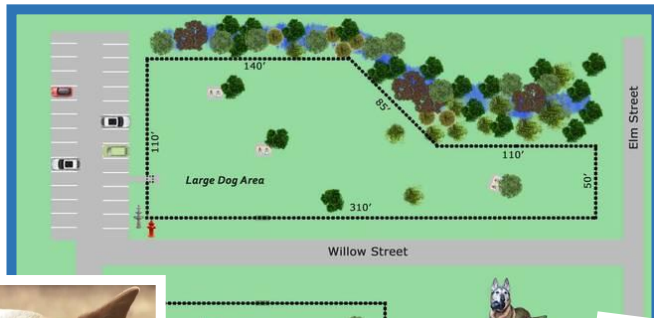 140'
85'
Elm Street
110'
110'
50'
Large Dog Area
310'
Willow Street